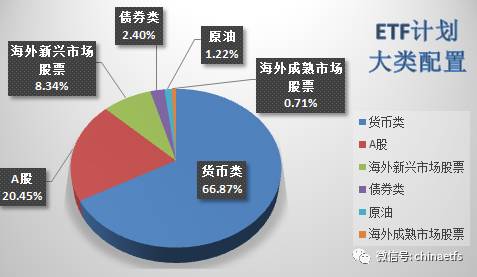 ETF计划
大类配置
债券类
2.40%
原油
1.22%
海外新兴市场
股票
8.34%
海外成熟市场
股票
0.71%
A股
20.45%
货币类
66.87%
货币类
A股
海外新兴市场股票
债券类
原油
海外成熟市场股票
微信号: chinaetfs